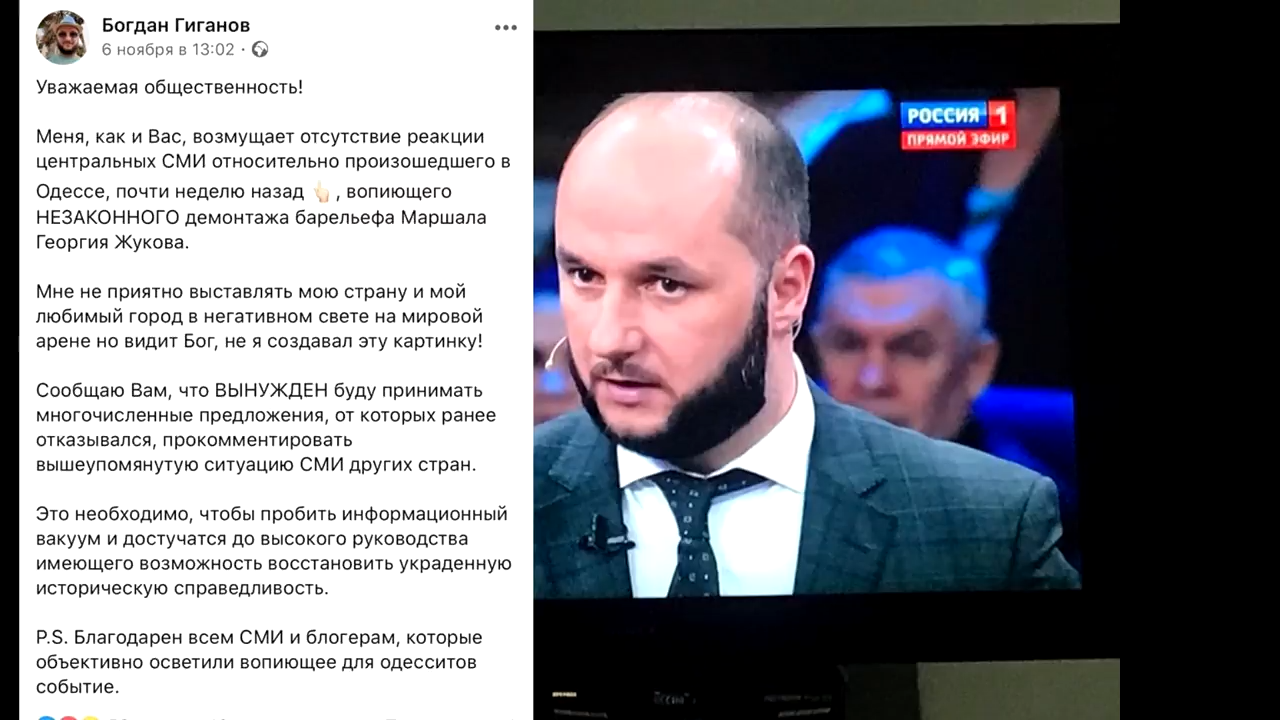 Богдан Гиганов
6 ноября в 13:02 ·
Уважаемая общественность!
Меня, как и Вас, возмущает отсутствие реакции
центральных СМИ относительно произошедшего в
Одессе, почти неделю назад 👆🏻, вопиющего
НЕЗАКОННОГО демонтажа барельефа Маршала
Георгия Жукова.
Мне не приятно выставлять мою страну и мой
любимый город в негативном свете на мировой
арене но видит Бог, не я создавал эту картинку!
Сообщаю Вам, что ВЫНУЖДЕН буду принимать
многочисленные предложения, от которых ранее
отказывался, прокомментировать
вышеупомянутую ситуацию СМИ других стран.
Это необходимо, чтобы пробить информационный
вакуум и достучатся до высокого руководства
имеющего возможность восстановить украденную
историческую справедливость.
P.S. Благодарен всем СМИ и блогерам, которые
объективно осветили вопиющее для одесситов
событие.
РОССИЯ 1
ПРЯМОЙ ЭФИР